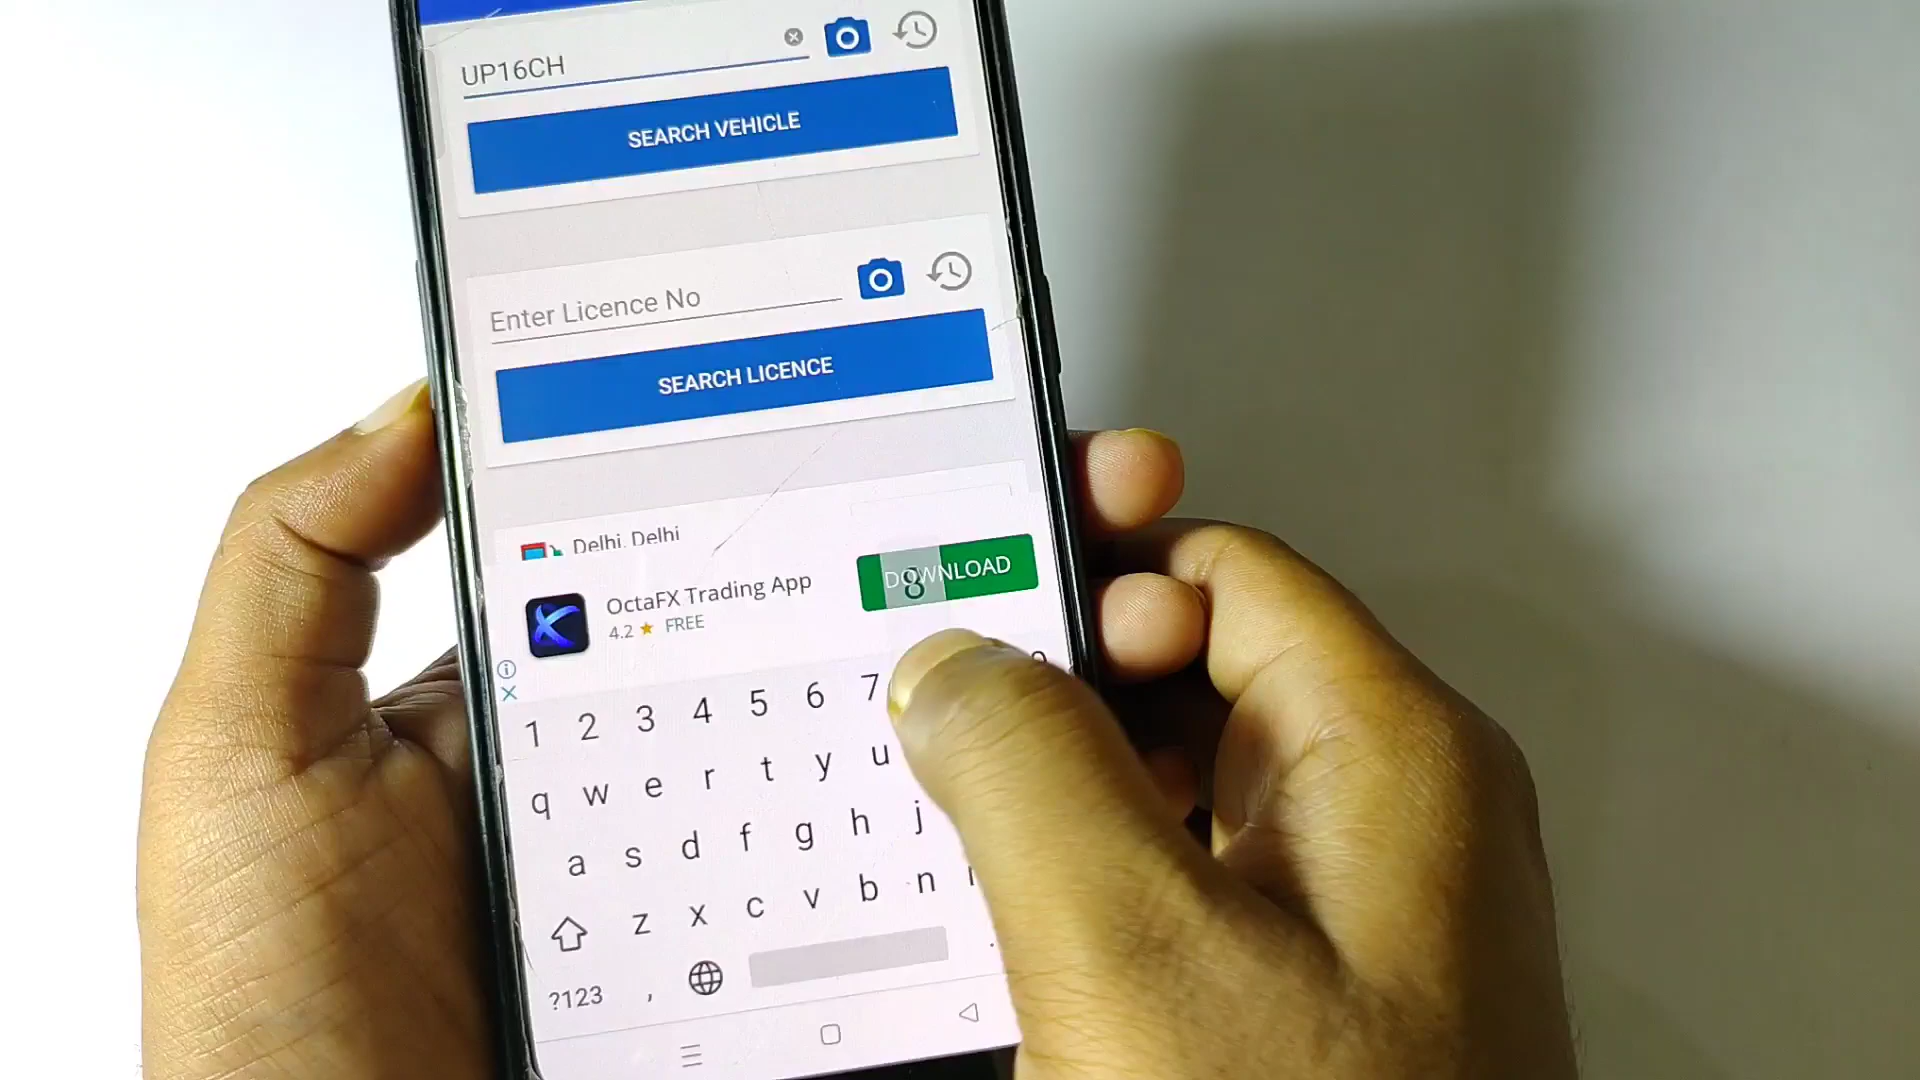 UP16CH
SEARCH VEHICLE
Enter Licence No
SEARCH LICENCE
Delhi, Delhi
OctaFX Trading App
4.2 ★ FREE
DOWNLOAD
8
1 2 3 4 5 6 7 9
q w e r t y u
a s d f g h j
z x c v b n
?123 , .